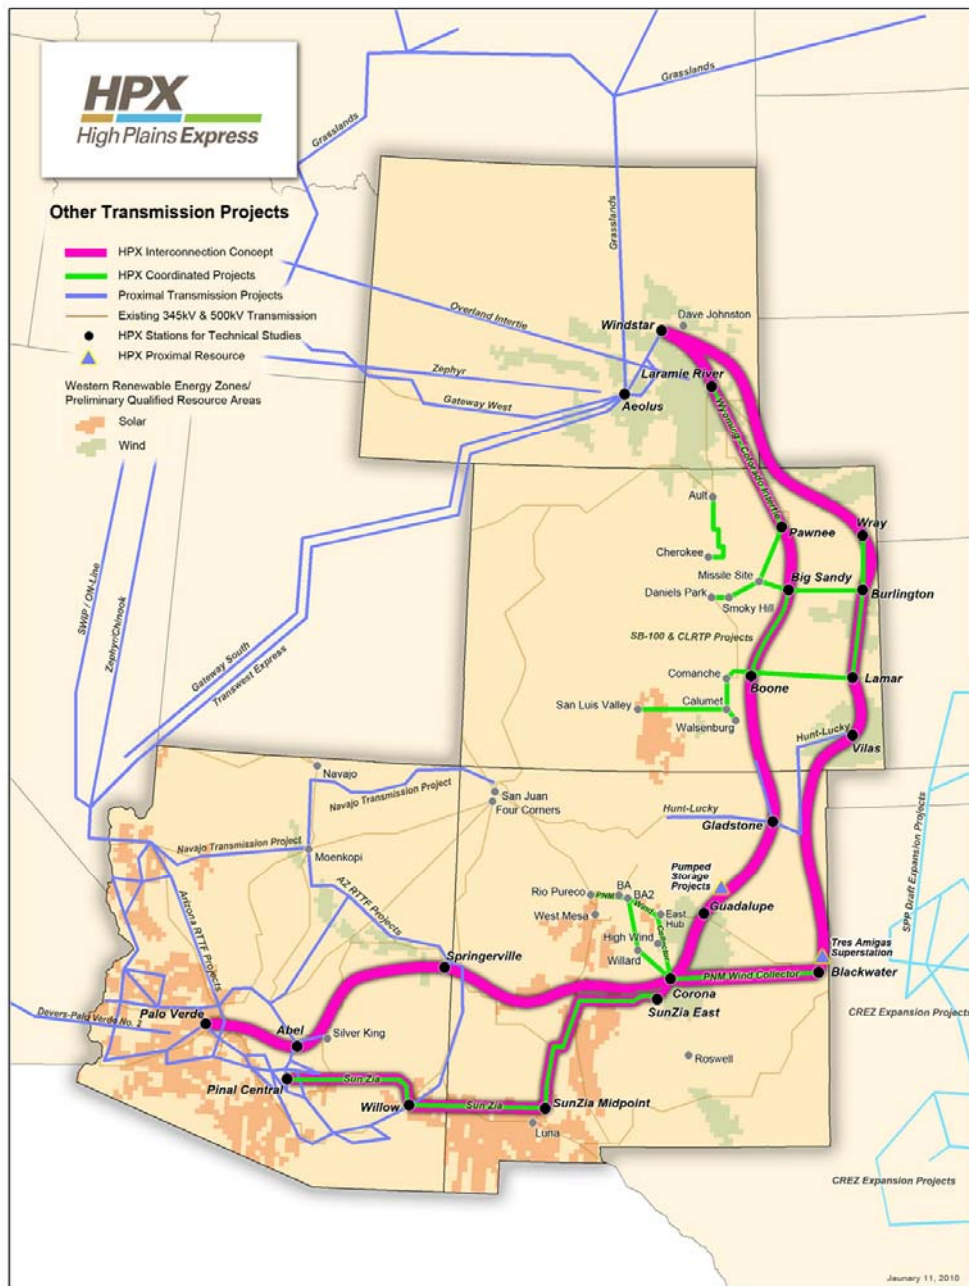 HPX
High Plains Express
Other Transmission Projects
HPX Interconnection Concept
HPX Coordinated Projects
Proximal Transmission Projects
Existing 345kV & 500kV Transmission
HPX Stations for Technical Studies
HPX Proximal Resource
Western Renewable Energy Zones/
Preliminary Qualified Resource Areas
Solar
Wind
Grasslands
Grasslands
Grasslands
Overland Intertie
Zephyr
Gateway West
Windstar
Dave Johnston
Laramie River
Aeolus
Wyoming - Colorado Intertie
Ault
Pawnee
Wray
Cherokee
Missile Site
Big Sandy
Daniels Park
Smoky Hill
Burlington
SWIP / ON-Line
Zephyr/Chinook
Gateway South
Transwest Express
SB-100 & CLRTP Projects
Comanche
Boone
Lamar
San Luis Valley
Calumet
Walsenburg
Hunt-Lucky
Vilas
Navajo
Navajo Transmission Project
San Juan
Four Corners
Hunt-Lucky
Gladstone
Navajo Transmission Project
Moenkopi
Pumped
Storage
Projects
SPP Draft Expansion Projects
Arizona RTTF Projects
AZ RTTF Projects
Rio Pureco
PNM
BA
BA2
Wind
Collector
East
Hub
Guadalupe
West Mesa
High Wind
Willard
Tres Amigas
Superstation
Springerville
PNM Wind Collector
Blackwater
Corona
SunZia East
CREZ Expansion Projects
Devers-Palo Verde No. 2
Palo Verde
Abel
Silver King
Roswell
Pinal Central
Sun Zia
Willow
Sun Zia
SunZia Midpoint
Luna
CREZ Expansion Projects
January 11, 2010